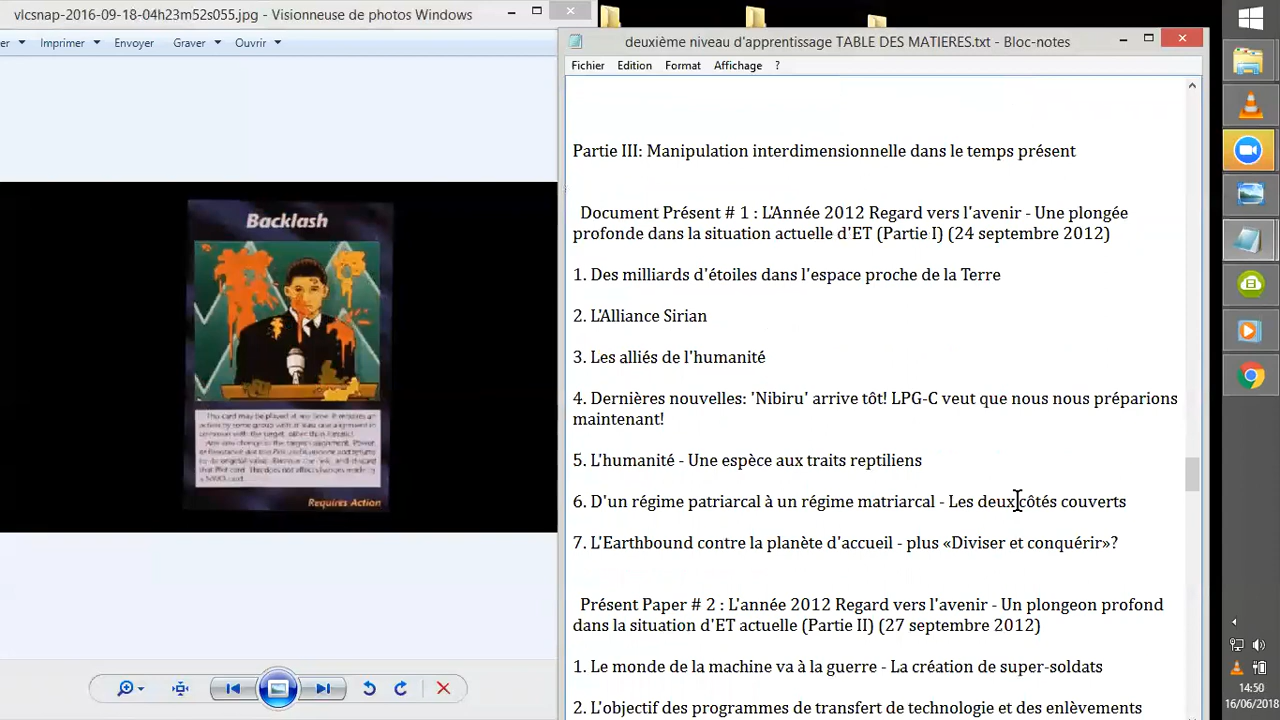 vlcsnap-2016-09-18-04h23m52s055.jpg - Visionneuse de photos Windows
Imprimer Envoyer Graver Ouvrir
Backlash
Requires Action
deuxième niveau d'apprentissage TABLE DES MATIERES.txt - Bloc-notes
Fichier Edition Format Affichage ?
Partie III: Manipulation interdimensionnelle dans le temps présent
Document Présent # 1 : L'Année 2012 Regard vers l'avenir - Une plongée
profonde dans la situation actuelle d'ET (Partie I) (24 septembre 2012)
1. Des milliards d'étoiles dans l'espace proche de la Terre
2. L'Alliance Sirian
3. Les alliés de l'humanité
4. Dernières nouvelles: 'Nibiru' arrive tôt! LPG-C veut que nous nous préparions
maintenant!
5. L'humanité - Une espèce aux traits reptiliens
6. D'un régime patriarcal à un régime matriarcal - Les deux côtés couverts
7. L'Earthbound contre la planète d'accueil - plus «Diviser et conquérir»?
Présent Paper # 2 : L'année 2012 Regard vers l'avenir - Un plongeon profond
dans la situation d'ET actuelle (Partie II) (27 septembre 2012)
1. Le monde de la machine va à la guerre - La création de super-soldats
2. L'objectif des programmes de transfert de technologie et des enlèvements
14:50
16/06/2018